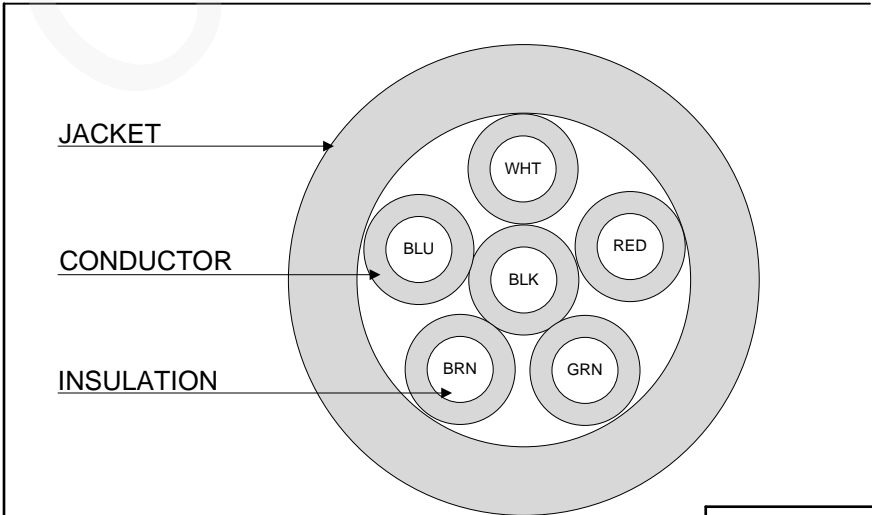 JACKET
WHT
BLU
RED
CONDUCTOR
BLK
BRN
GRN
INSULATION